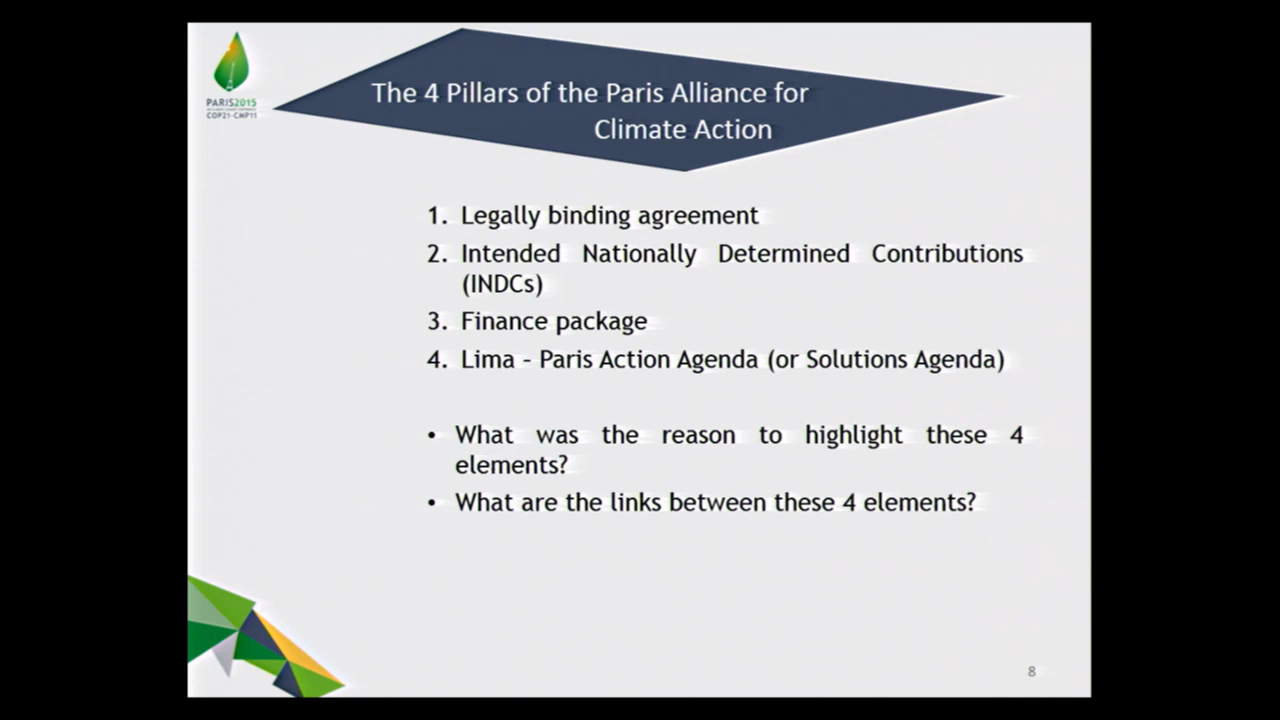 PARIS2015
COP21-CMP11
The 4 Pillars of the Paris Alliance for
Climate Action
1. Legally binding agreement
2. Intended Nationally Determined Contributions
(INDCs)
3. Finance package
4. Lima – Paris Action Agenda (or Solutions Agenda)
• What was the reason to highlight these 4
elements?
• What are the links between these 4 elements?
8